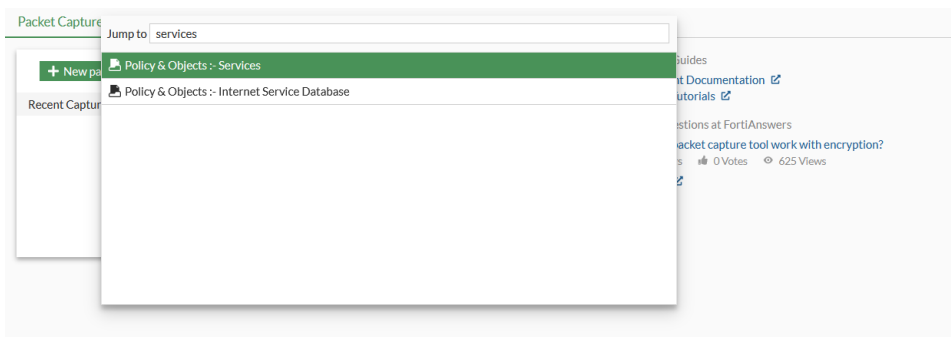 Packet Capture
Jump to services
Policy & Objects :- Services
Policy & Objects :- Internet Service Database
+ New pa
Recent Captur
Guides
nt Documentation
utorials
estions at FortiAnswers
packet capture tool work with encryption?
rs 0 Votes 625 Views